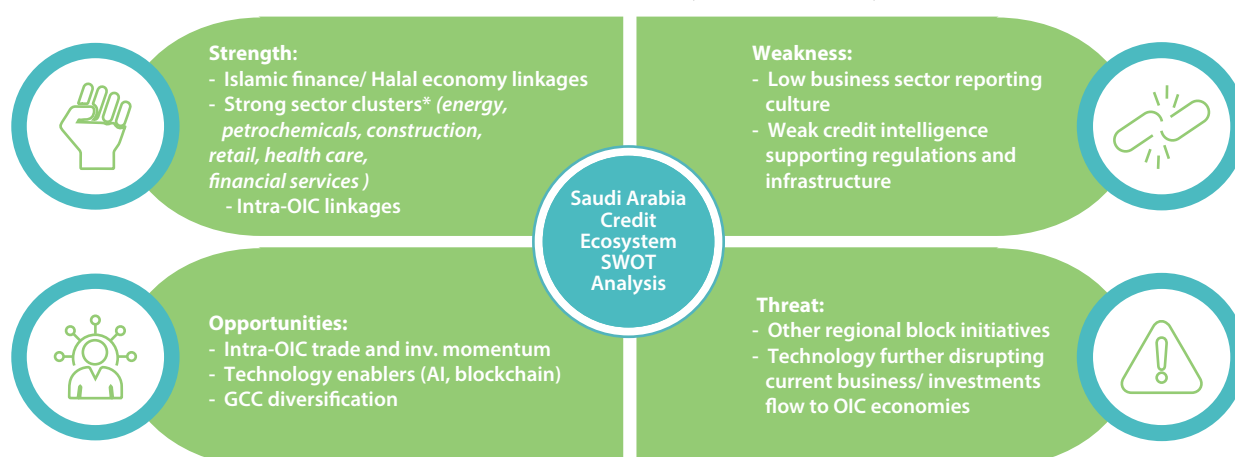 Strength:
- Islamic finance/ Halal economy linkages
- Strong sector clusters* (energy,
petrochemicals, construction,
retail, health care,
financial services )
- Intra-OIC linkages
Weakness:
- Low business sector reporting
culture
- Weak credit intelligence
supporting regulations and
infrastructure
Saudi Arabia
Credit
Ecosystem
SWOT
Analysis
Opportunities:
- Intra-OIC trade and inv. momentum
- Technology enablers (AI, blockchain)
- GCC diversification
Threat:
- Other regional block initiatives
- Technology further disrupting
current business/ investments
flow to OIC economies